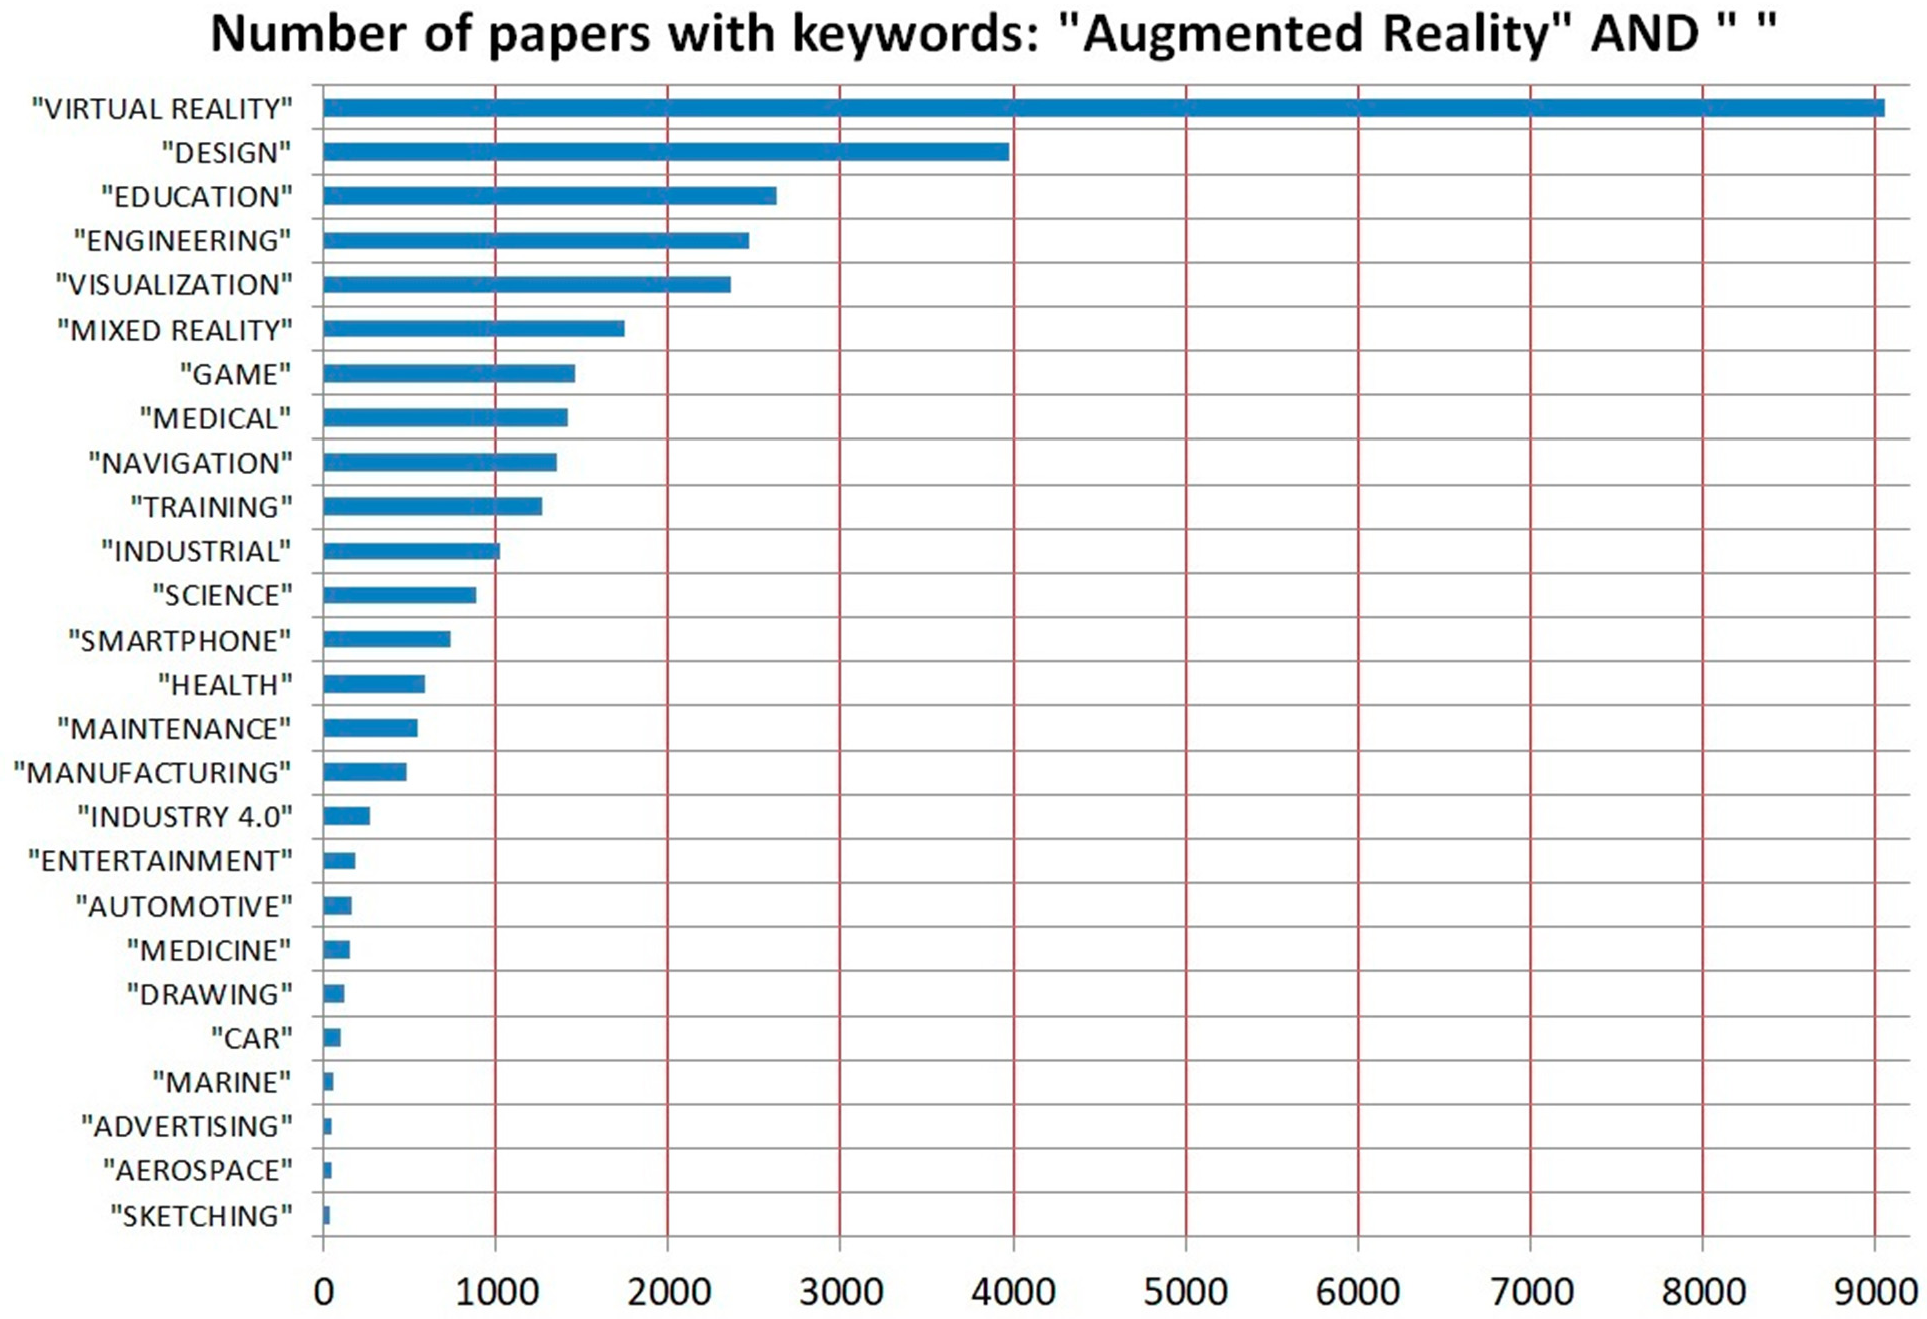 Number of papers with keywords: "Augmented Reality" AND " "
"VIRTUAL REALITY"
"DESIGN"
"EDUCATION"
"ENGINEERING"
"VISUALIZATION"
"MIXED REALITY"
"GAME"
"MEDICAL"
"NAVIGATION"
"TRAINING"
"INDUSTRIAL"
"SCIENCE"
"SMARTPHONE"
"HEALTH"
"MAINTENANCE"
"MANUFACTURING"
"INDUSTRY 4.0"
"ENTERTAINMENT"
"AUTOMOTIVE"
"MEDICINE"
"DRAWING"
"CAR"
"MARINE"
"ADVERTISING"
"AEROSPACE"
"SKETCHING"
0 1000 2000 3000 4000 5000 6000 7000 8000 9000